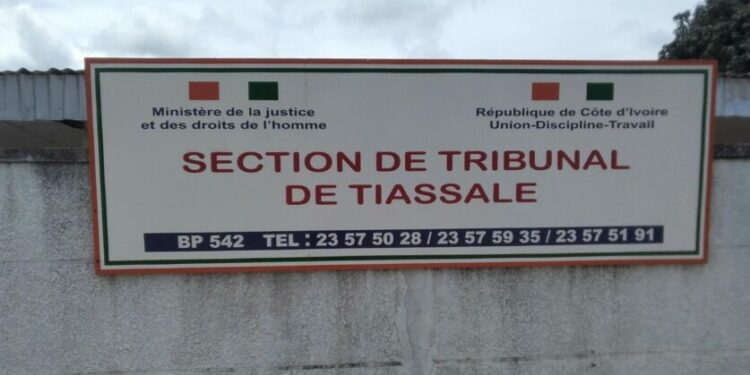 Ministère de la justice
et des droits de l'homme
République de Côte d'Ivoire
Union-Discipline-Travail
SECTION DE TRIBUNAL
DE TIASSALE
BP 542 TEL : 23 57 50 28 / 23 57 59 35 / 23 57 51 91